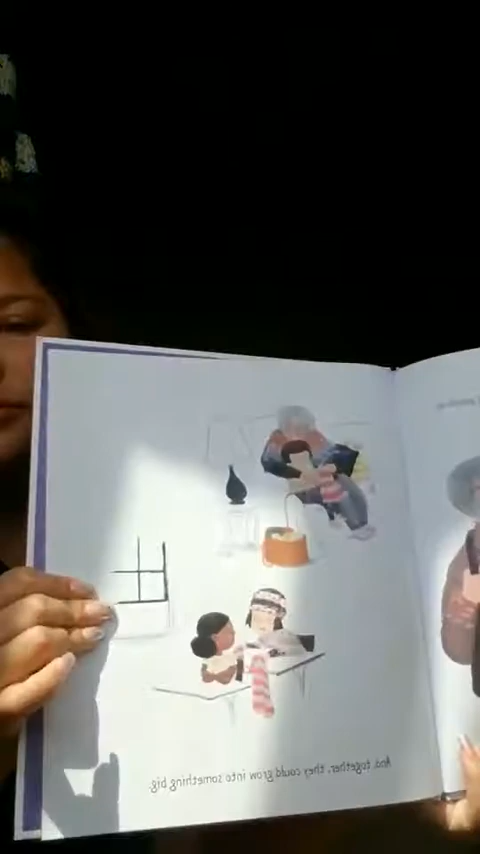 And, together, they could grow into something big.